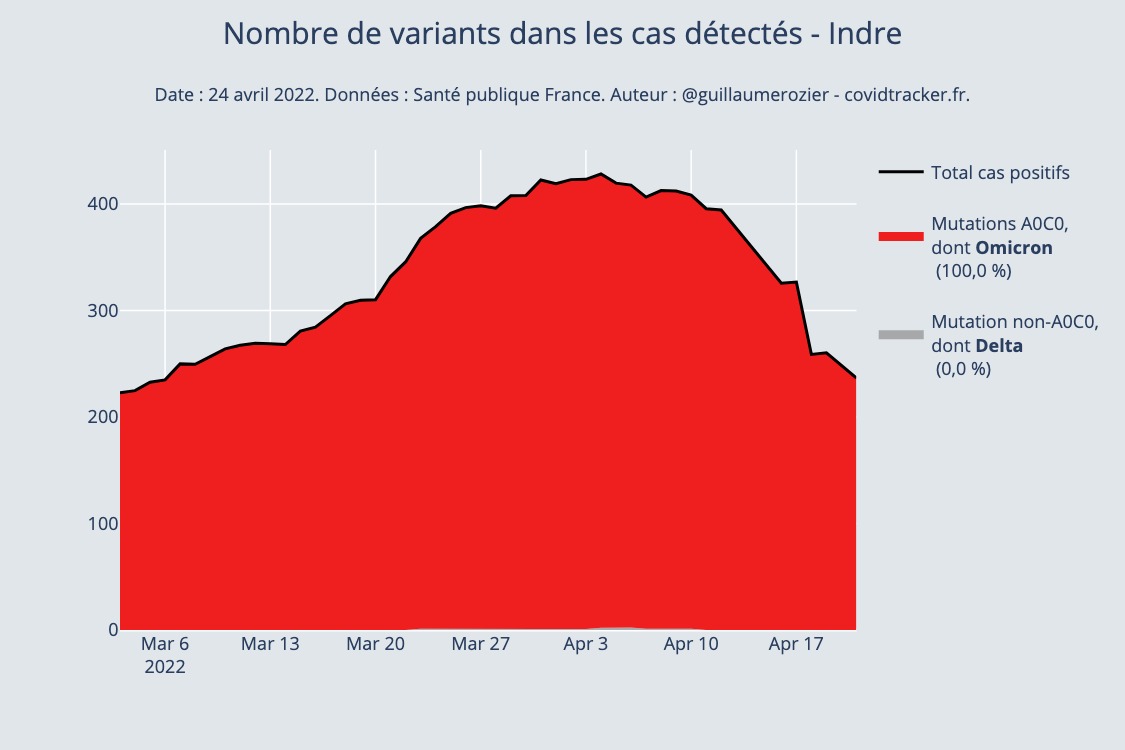 Nombre de variants dans les cas détectés - Indre
Date : 24 avril 2022. Données : Santé publique France. Auteur : @guillaumerozier - covidtracker.fr.
Total cas positifs
Mutations A0C0,
dont Omicron
(100,0 %)
Mutation non-A0C0,
dont Delta
(0,0 %)
400
300
200
100
0
Mar 6 Mar 13 Mar 20 Mar 27 Apr 3 Apr 10 Apr 17
2022